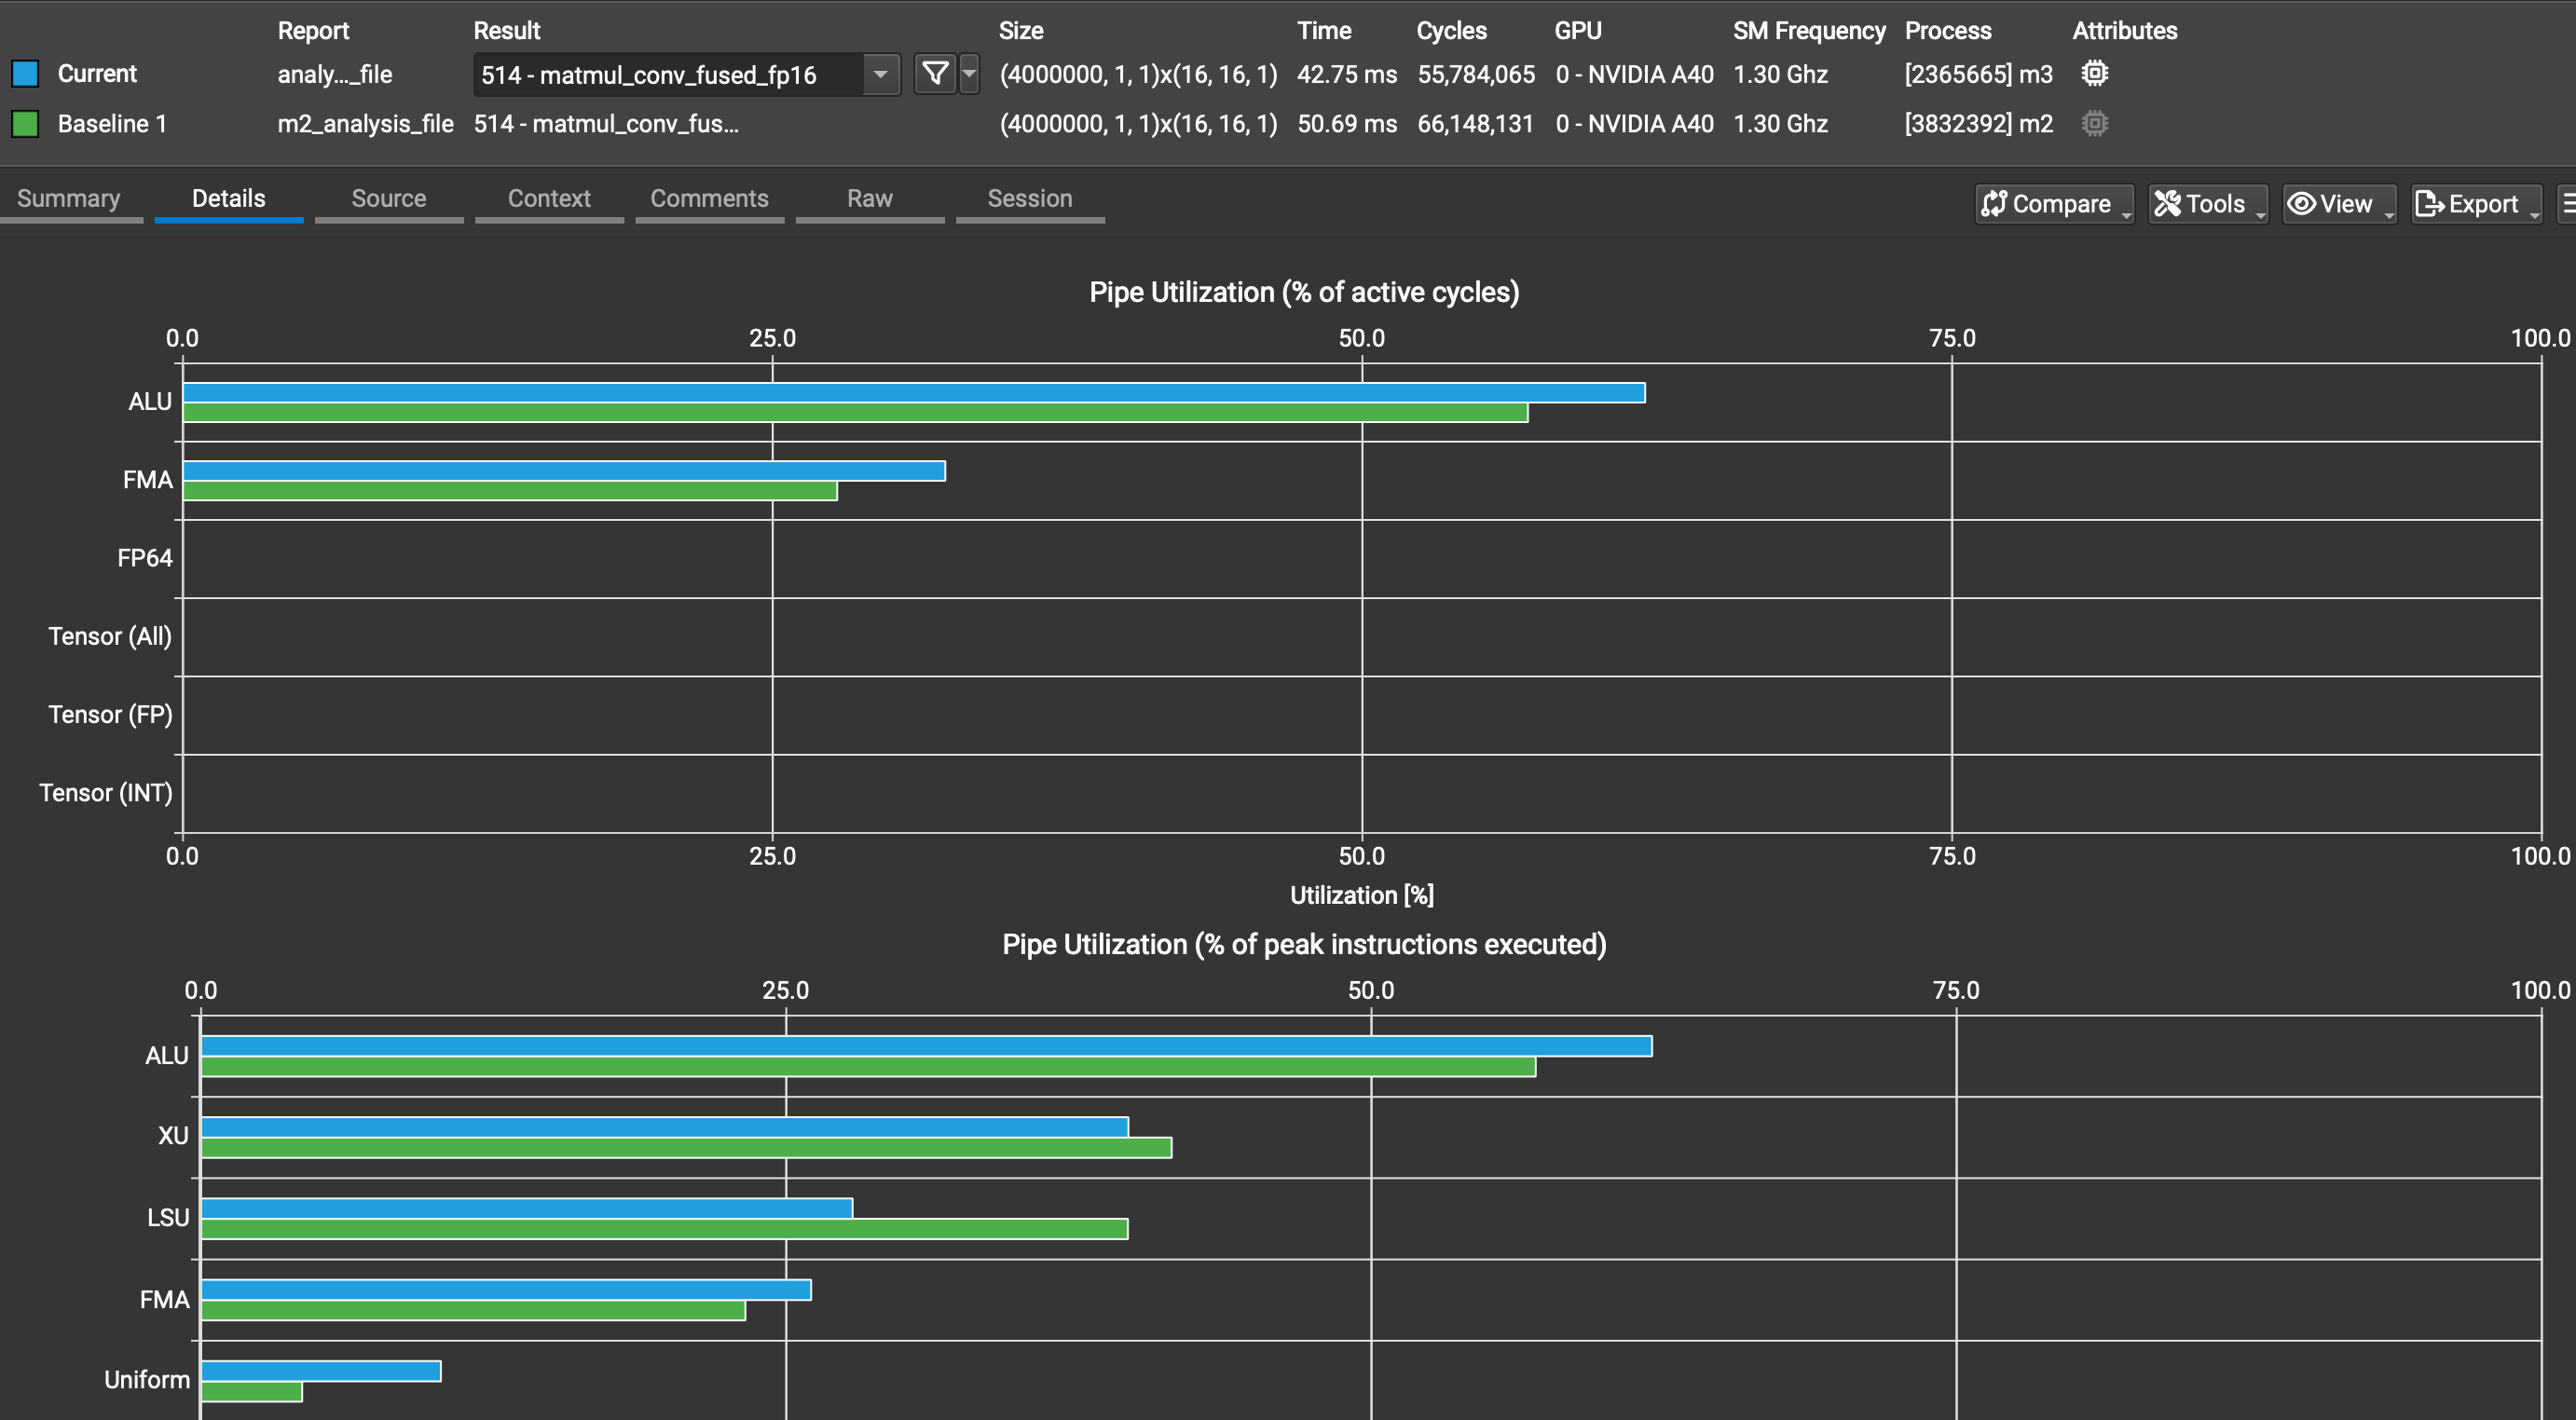 Report Result Size Time Cycles GPU SM Frequency Process Attributes
Current analy..._file 514 - matmul_conv_fused_fp16 (4000000, 1, 1)x(16, 16, 1) 42.75 ms 55,784,065 0 - NVIDIA A40 1.30 Ghz [2365665] m3
Baseline 1 m2_analysis_file 514 - matmul_conv_fus... (4000000, 1, 1)x(16, 16, 1) 50.69 ms 66,148,131 0 - NVIDIA A40 1.30 Ghz [3832392] m2
Summary Details Source Context Comments Raw Session Compare Tools View Export
Pipe Utilization (% of active cycles)
0.0 25.0 50.0 75.0 100.0
ALU
FMA
FP64
Tensor (All)
Tensor (FP)
Tensor (INT)
0.0 25.0 50.0 75.0 100.0
Utilization [%]
Pipe Utilization (% of peak instructions executed)
0.0 25.0 50.0 75.0 100.0
ALU
XU
LSU
FMA
Uniform